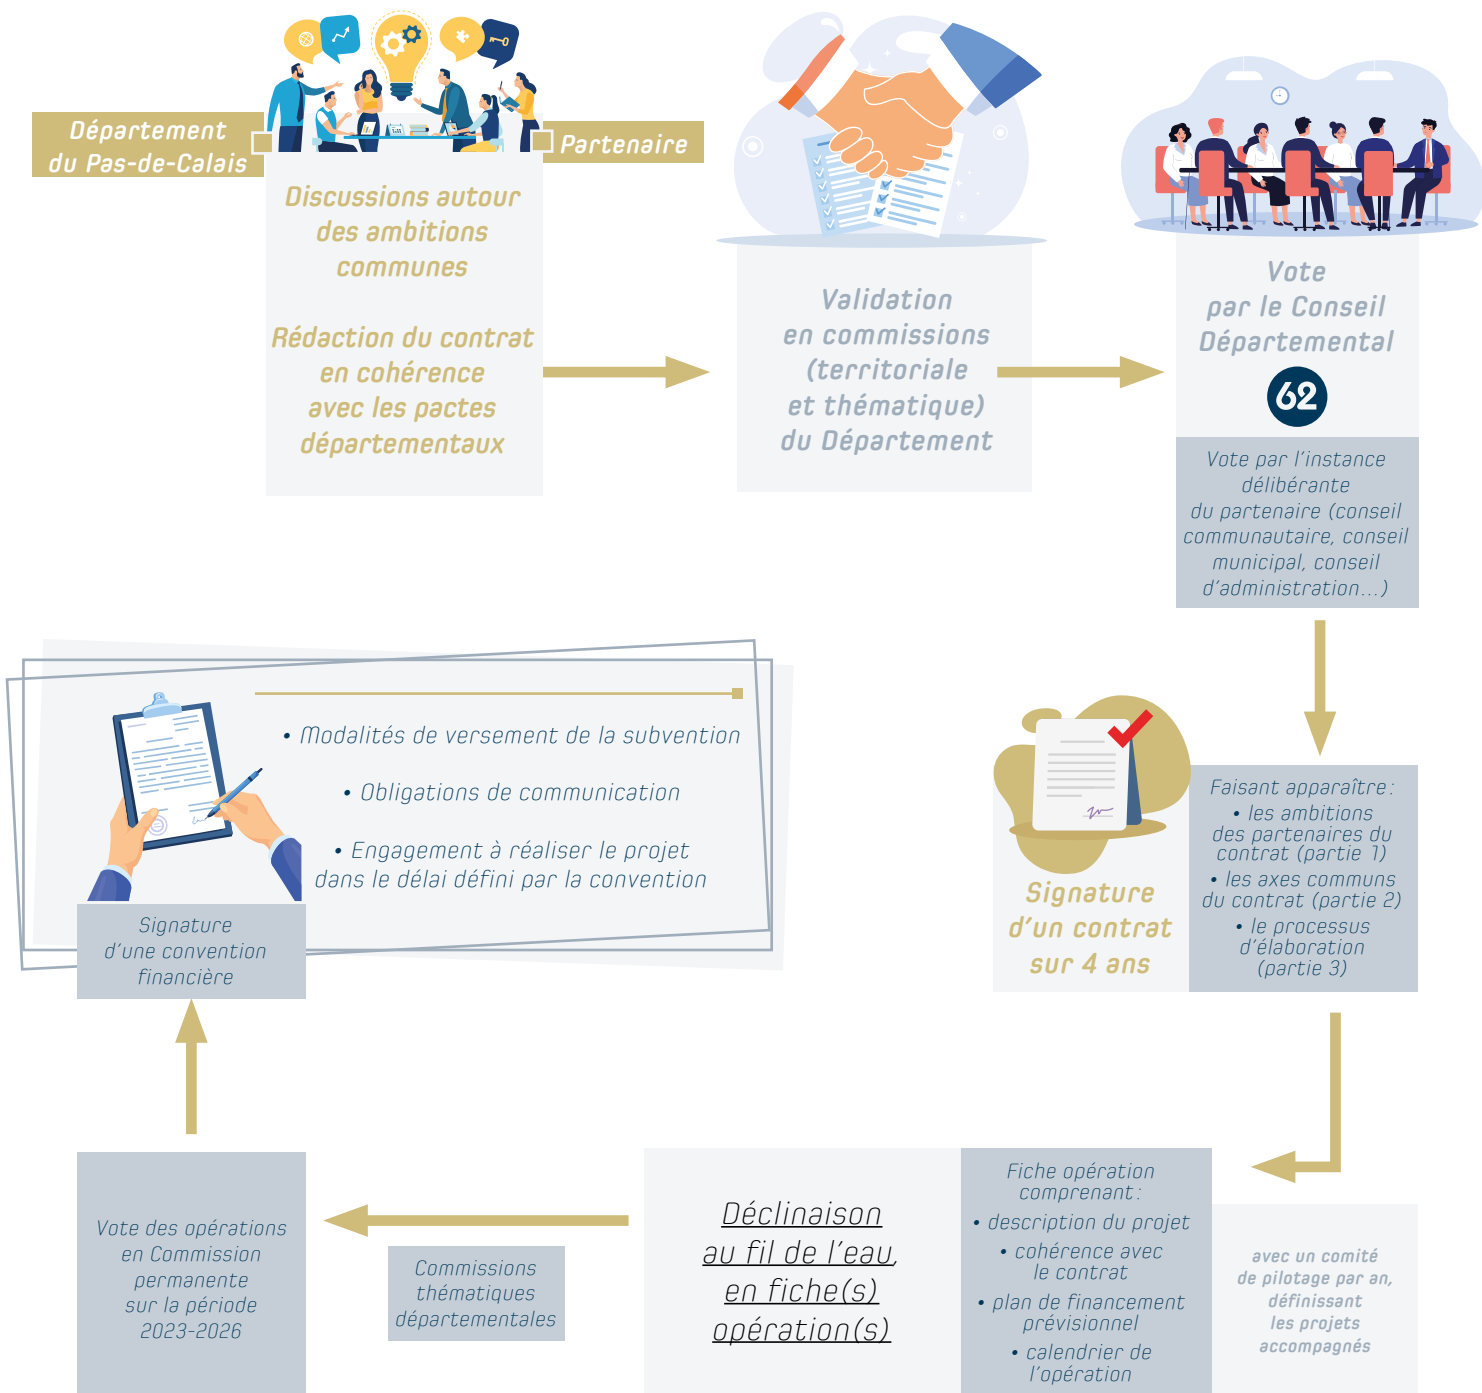 Département
du Pas-de-Calais
Partenaire
Discussions autour
des ambitions
communes
Rédaction du contrat
en cohérence
avec les pactes
départementaux
Validation
en commissions
(territoriale
et thématique)
du Département
Vote
par le Conseil
Départemental
62
Vote par l'instance
délibérante
du partenaire (conseil
communautaire, conseil
municipal, conseil
d'administration...)
Signature
d'un contrat
sur 4 ans
Faisant apparaître :
• les ambitions
des partenaires du
contrat (partie 1)
• les axes communs
du contrat (partie 2)
• le processus
d'élaboration
(partie 3)
avec un comité
de pilotage par an,
définissant
les projets
accompagnés
Fiche opération
comprenant :
• description du projet
• cohérence avec
le contrat
• plan de financement
prévisionnel
• calendrier de
l'opération
Déclinaison
au fil de l'eau,
en fiche(s)
opération(s)
Commissions
thématiques
départementales
Vote des opérations
en Commission
permanente
sur la période
2023-2026
Signature
d'une convention
financière
• Modalités de versement de la subvention
• Obligations de communication
• Engagement à réaliser le projet
dans le délai défini par la convention